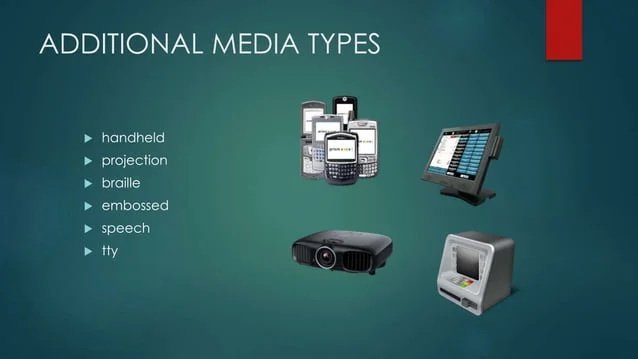 ADDITIONAL MEDIA TYPES
handheld
projection
braille
embossed
speech
tty